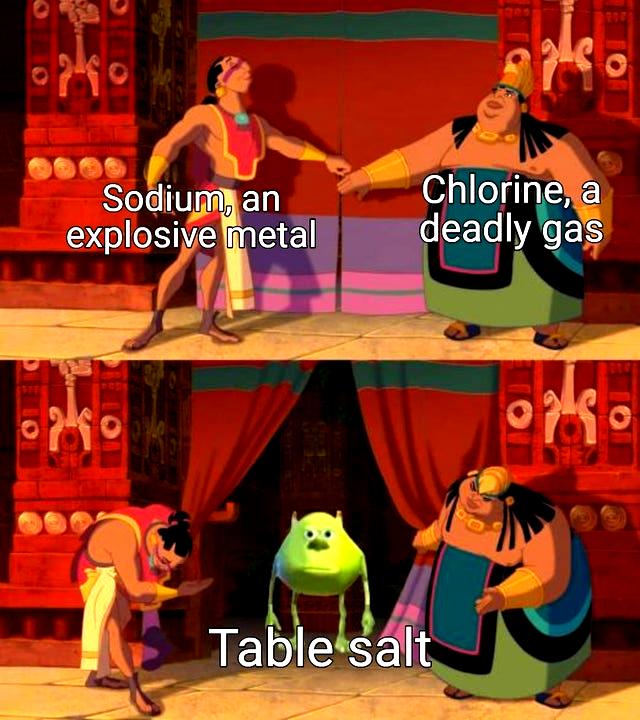 Sodium, an
explosive metal
Chlorine, a
deadly gas
Table salt